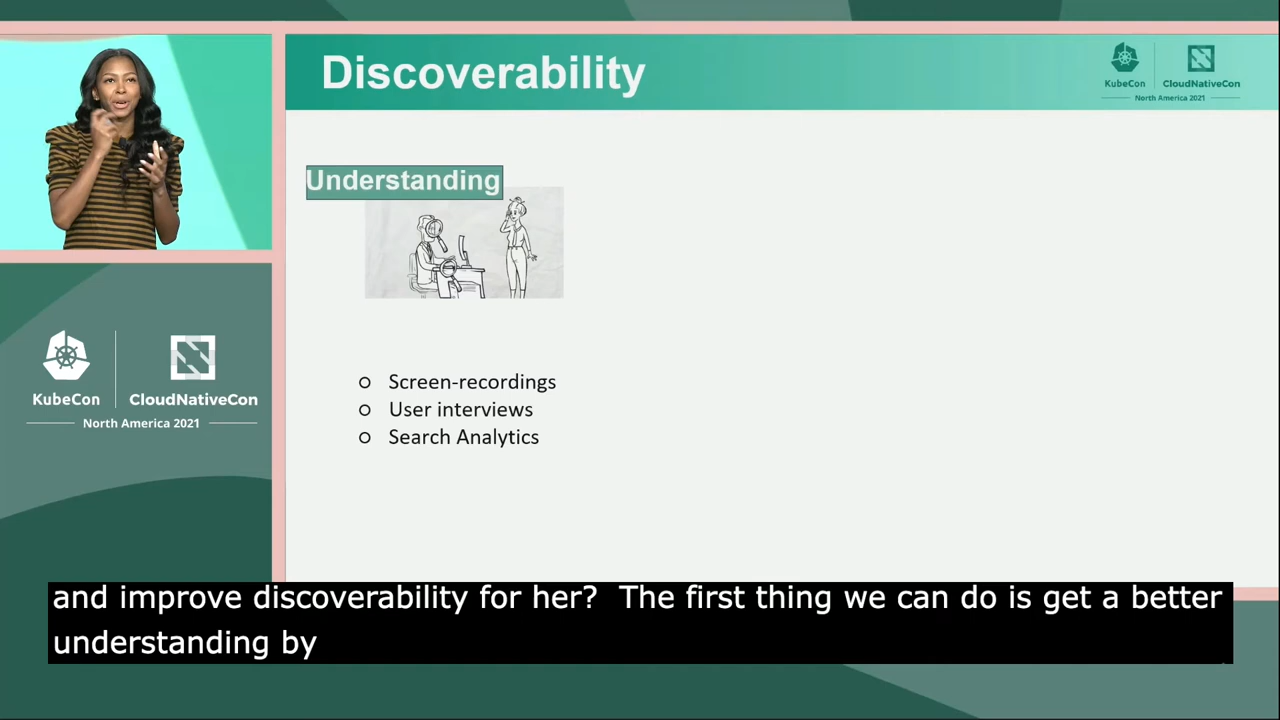 Discoverability
KubeCon
CloudNativeCon
North America 2021
Understanding
Screen-recordings
User interviews
Search Analytics
KubeCon
CloudNativeCon
North America 2021
and improve discoverability for her?  The first thing we can do is get a better
understanding by